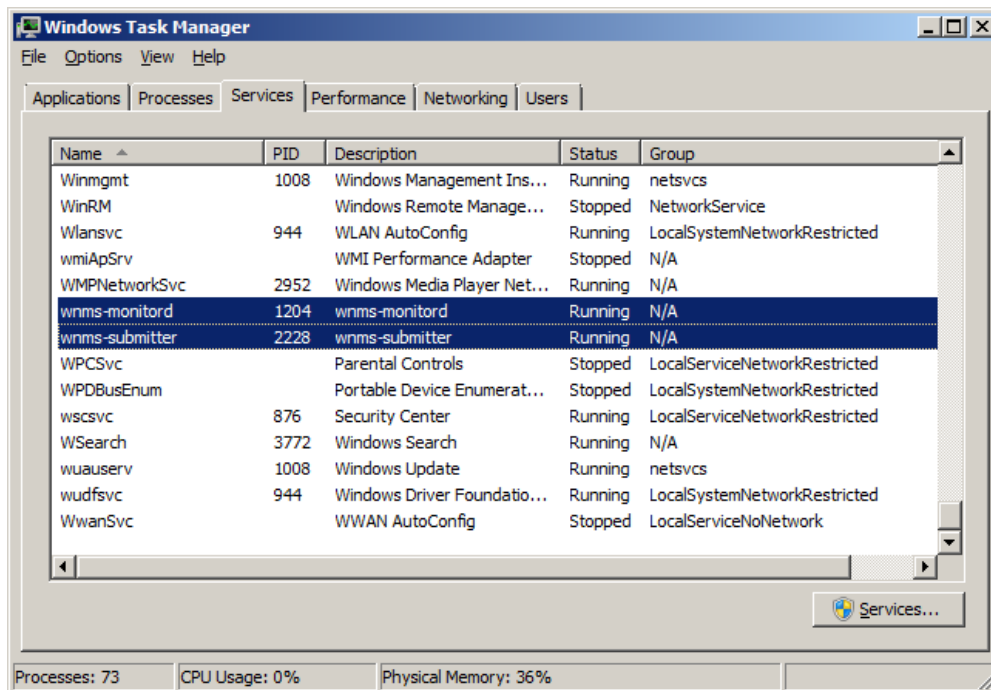 Windows Task Manager
File Options View Help
Applications Processes Services Performance Networking Users
Name PID Description Status Group
Winmgmt 1008 Windows Management Ins... Running netsvcs
WinRM Windows Remote Manage... Stopped NetworkService
Wlansvc 944 WLAN AutoConfig Running LocalSystemNetworkRestricted
wmiApSrv WMI Performance Adapter Stopped N/A
WMPNetworkSvc 2952 Windows Media Player Net... Running N/A
wnms-monitord 1204 wnms-monitord Running N/A
wnms-submitter 2228 wnms-submitter Running N/A
WPCSvc Parental Controls Stopped LocalServiceNetworkRestricted
WPDBusEnum Portable Device Enumerat... Stopped LocalSystemNetworkRestricted
wscsvc 876 Security Center Running LocalServiceNetworkRestricted
WSearch 3772 Windows Search Running N/A
wuauserv 1008 Windows Update Running netsvcs
wudfsvc 944 Windows Driver Foundatio... Running LocalSystemNetworkRestricted
WwanSvc WWAN AutoConfig Stopped LocalServiceNoNetwork
Services...
Processes: 73 CPU Usage: 0% Physical Memory: 36%